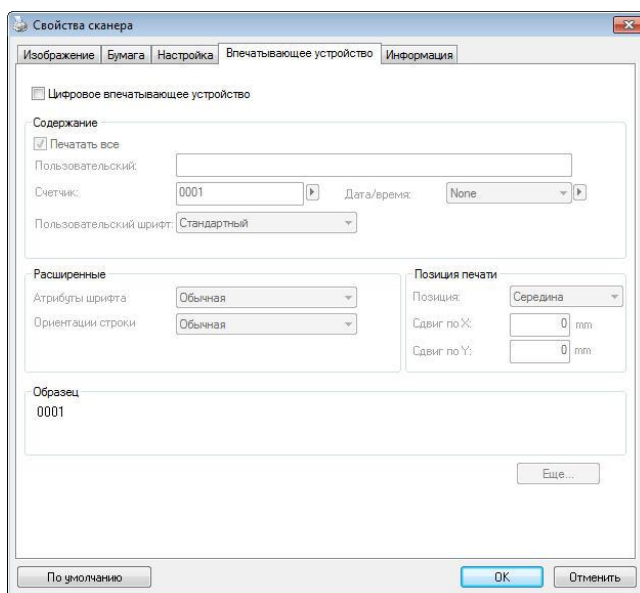 Свойства сканера
Изображение Бумага Настройка Впечатывающее устройство Информация
Цифровое впечатывающее устройство
Содержание
Печатать все
Пользовательский:
Счетчик: 0001 Дата/время: None
Пользовательский шрифт: Стандартный
Расширенные
Атрибуты шрифта Обычная
Ориентации строки Обычная
Позиция печати
Позиция: Середина
Сдвиг по X: 0 mm
Сдвиг по Y: 0 mm
Образец
0001
Еще...
По умолчанию OK Отменить